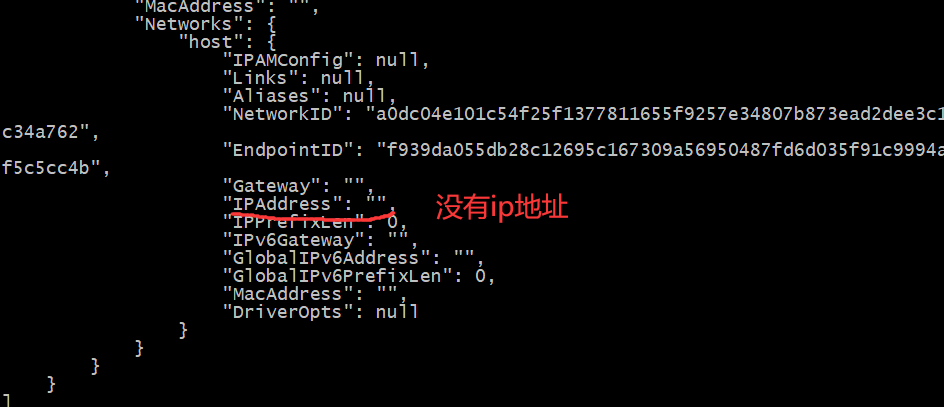 "MacAddress": "",
"Networks": {
"host": {
"IPAMConfig": null,
"Links": null,
"Aliases": null,
"NetworkID": "a0dc04e101c54f25f1377811655f9257e34807b873ead2dee3c1
c34a762",
"EndpointID": "f939da055db28c12695c167309a56950487fd6d035f91c9994a
f5c5cc4b",
"Gateway": "",
"IPAddress": "", 没有ip地址
"IPPrefixLen": 0,
"IPv6Gateway": "",
"GlobalIPv6Address": "",
"GlobalIPv6PrefixLen": 0,
"MacAddress": "",
"DriverOpts": null
}
}
}
}
]